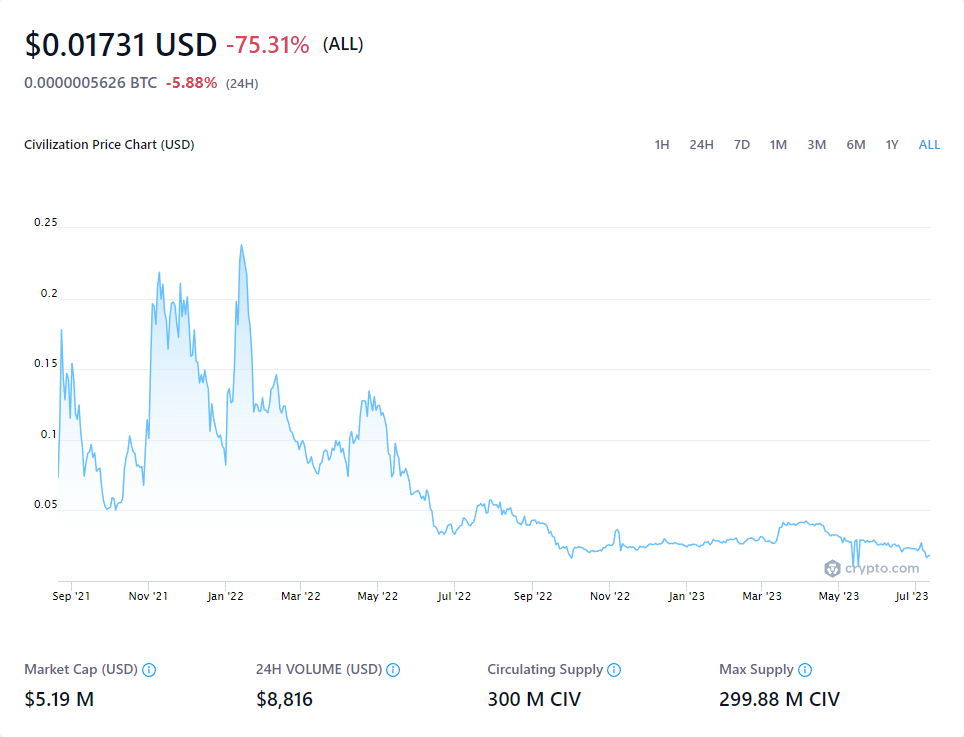 $0.01731 USD -75.31% (ALL)
0.0000005626 BTC -5.88% (24H)
Civilization Price Chart (USD) 1H 24H 7D 1M 3M 6M 1Y ALL
0.25
0.2
0.15
0.1
0.05
crypto.com
Sep '21 Nov '21 Jan '22 Mar '22 May '22 Jul '22 Sep '22 Nov '22 Jan '23 Mar '23 May '23 Jul '23
Market Cap (USD) 24H VOLUME (USD) Circulating Supply Max Supply
$5.19 M $8,816 300 M CIV 299.88 M CIV